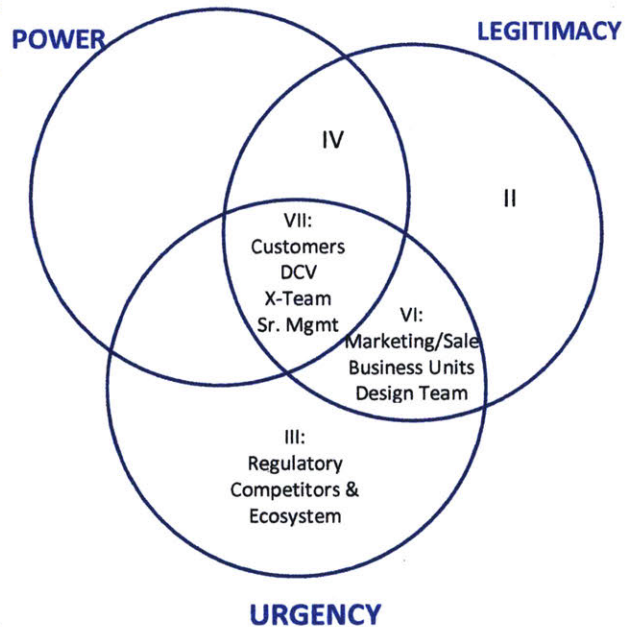 POWER
LEGITIMACY
IV
II
VII:
Customers
DCV
X-Team
Sr. Mgmt
VI:
Marketing/Sale
Business Units
Design Team
III:
Regulatory
Competitors &
Ecosystem
URGENCY